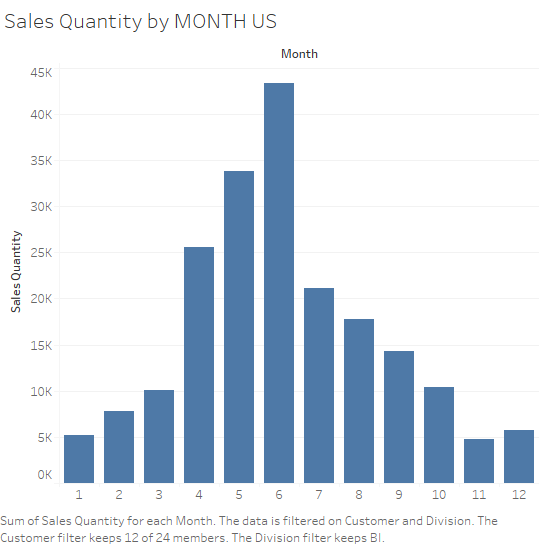 Sales Quantity by MONTH US
Month
45K
40K
35K
30K
25K
20K
15K
10K
5K
0K
Sales Quantity
1 2 3 4 5 6 7 8 9 10 11 12
Sum of Sales Quantity for each Month. The data is filtered on Customer and Division. The
Customer filter keeps 12 of 24 members. The Division filter keeps BI.